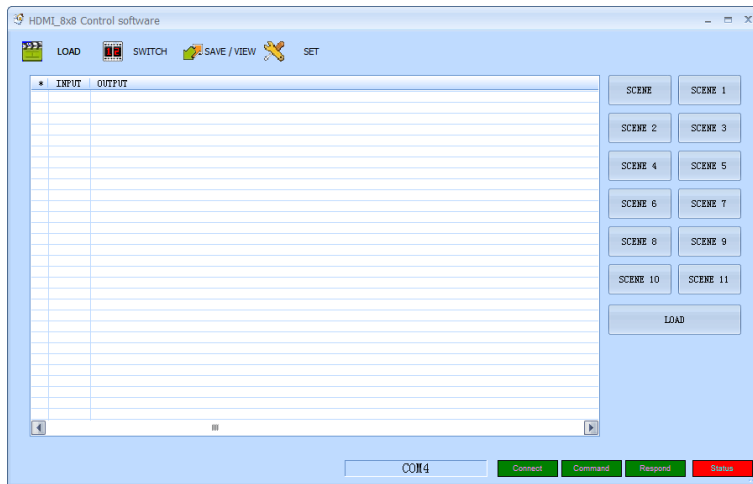 HDMI_8x8 Control software
LOAD SWITCH SAVE / VIEW SET
* INPUT OUTPUT
SCENE SCENE 1
SCENE 2 SCENE 3
SCENE 4 SCENE 5
SCENE 6 SCENE 7
SCENE 8 SCENE 9
SCENE 10 SCENE 11
LOAD
COM4 Connect Command Respond Status